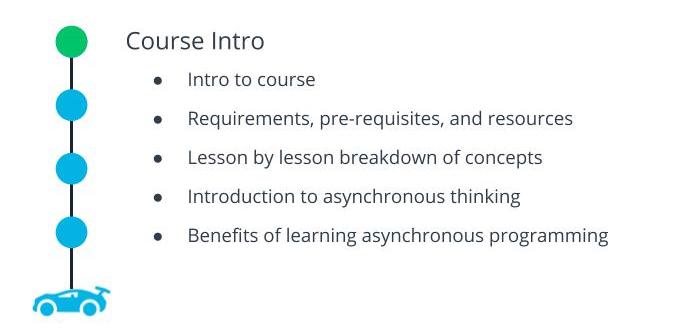 Course Intro
● Intro to course
● Requirements, pre-requisites, and resources
● Lesson by lesson breakdown of concepts
● Introduction to asynchronous thinking
● Benefits of learning asynchronous programming